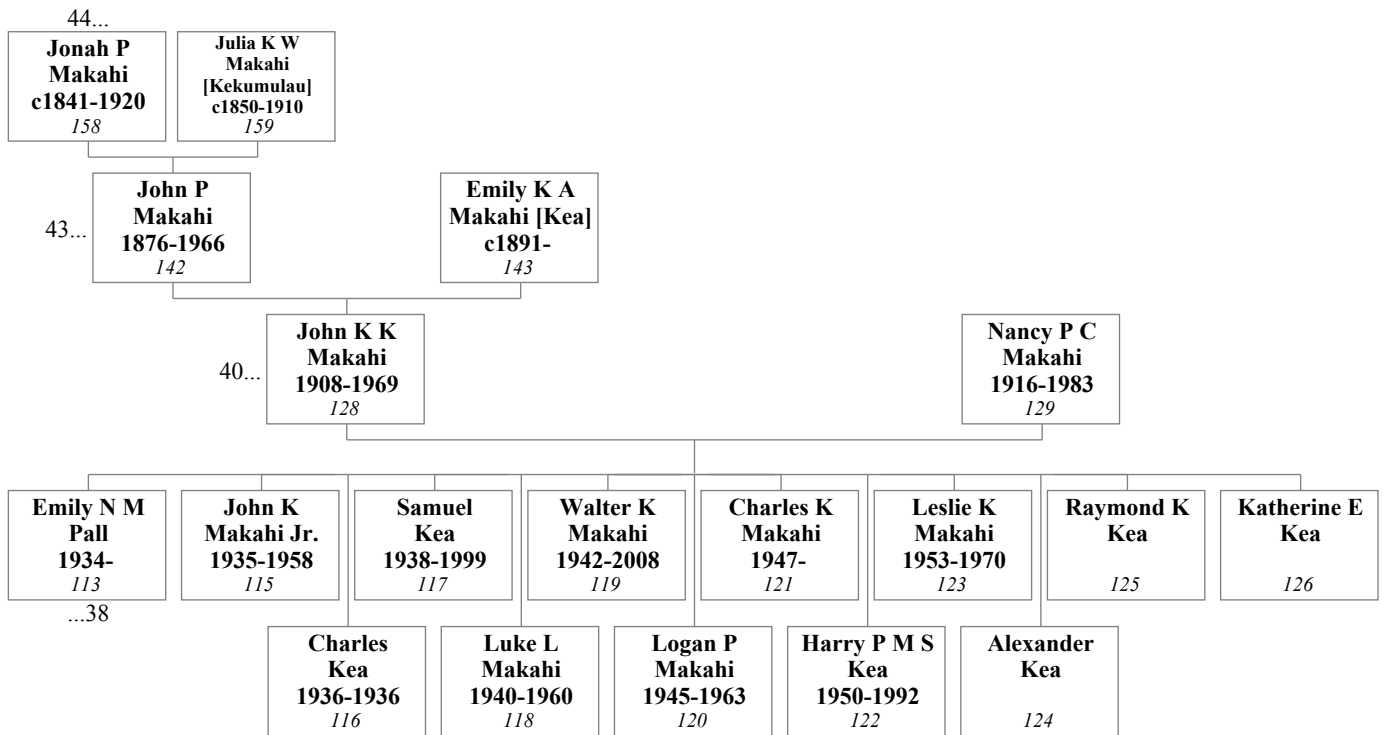 44...
Jonah P
Makahi
c1841-1920
158
Julia K W
Makahi
[Kekumulau]
c1850-1910
159
43...
John P
Makahi
1876-1966
142
Emily K A
Makahi [Kea]
c1891-
143
40...
John K K
Makahi
1908-1969
128
Nancy P C
Makahi
1916-1983
129
Emily N M
Pall
1934-
113
...38
John K
Makahi Jr.
1935-1958
115
Samuel
Kea
1938-1999
117
Walter K
Makahi
1942-2008
119
Charles K
Makahi
1947-
121
Leslie K
Makahi
1953-1970
123
Raymond K
Kea
125
Katherine E
Kea
126
Charles
Kea
1936-1936
116
Luke L
Makahi
1940-1960
118
Logan P
Makahi
1945-1963
120
Harry P M S
Kea
1950-1992
122
Alexander
Kea
124